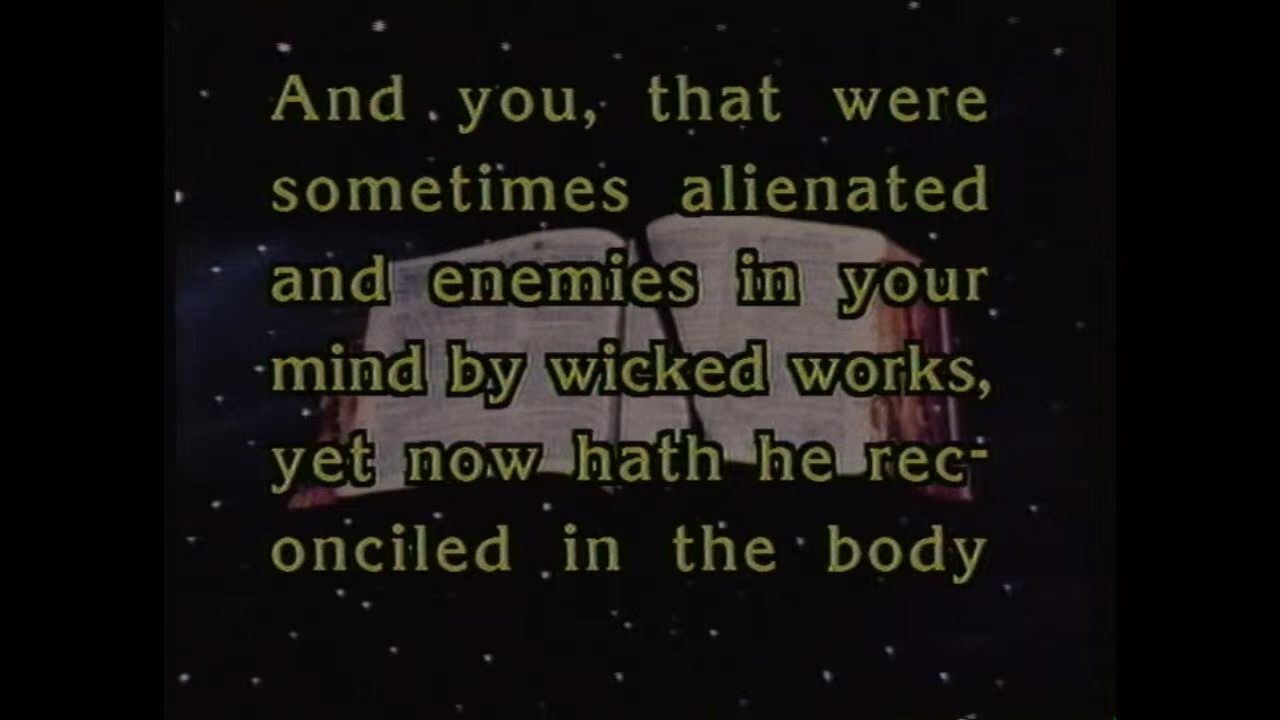 And you, that were
sometimes alienated
and enemies in your
mind by wicked works,
yet now hath he rec-
onciled in the body